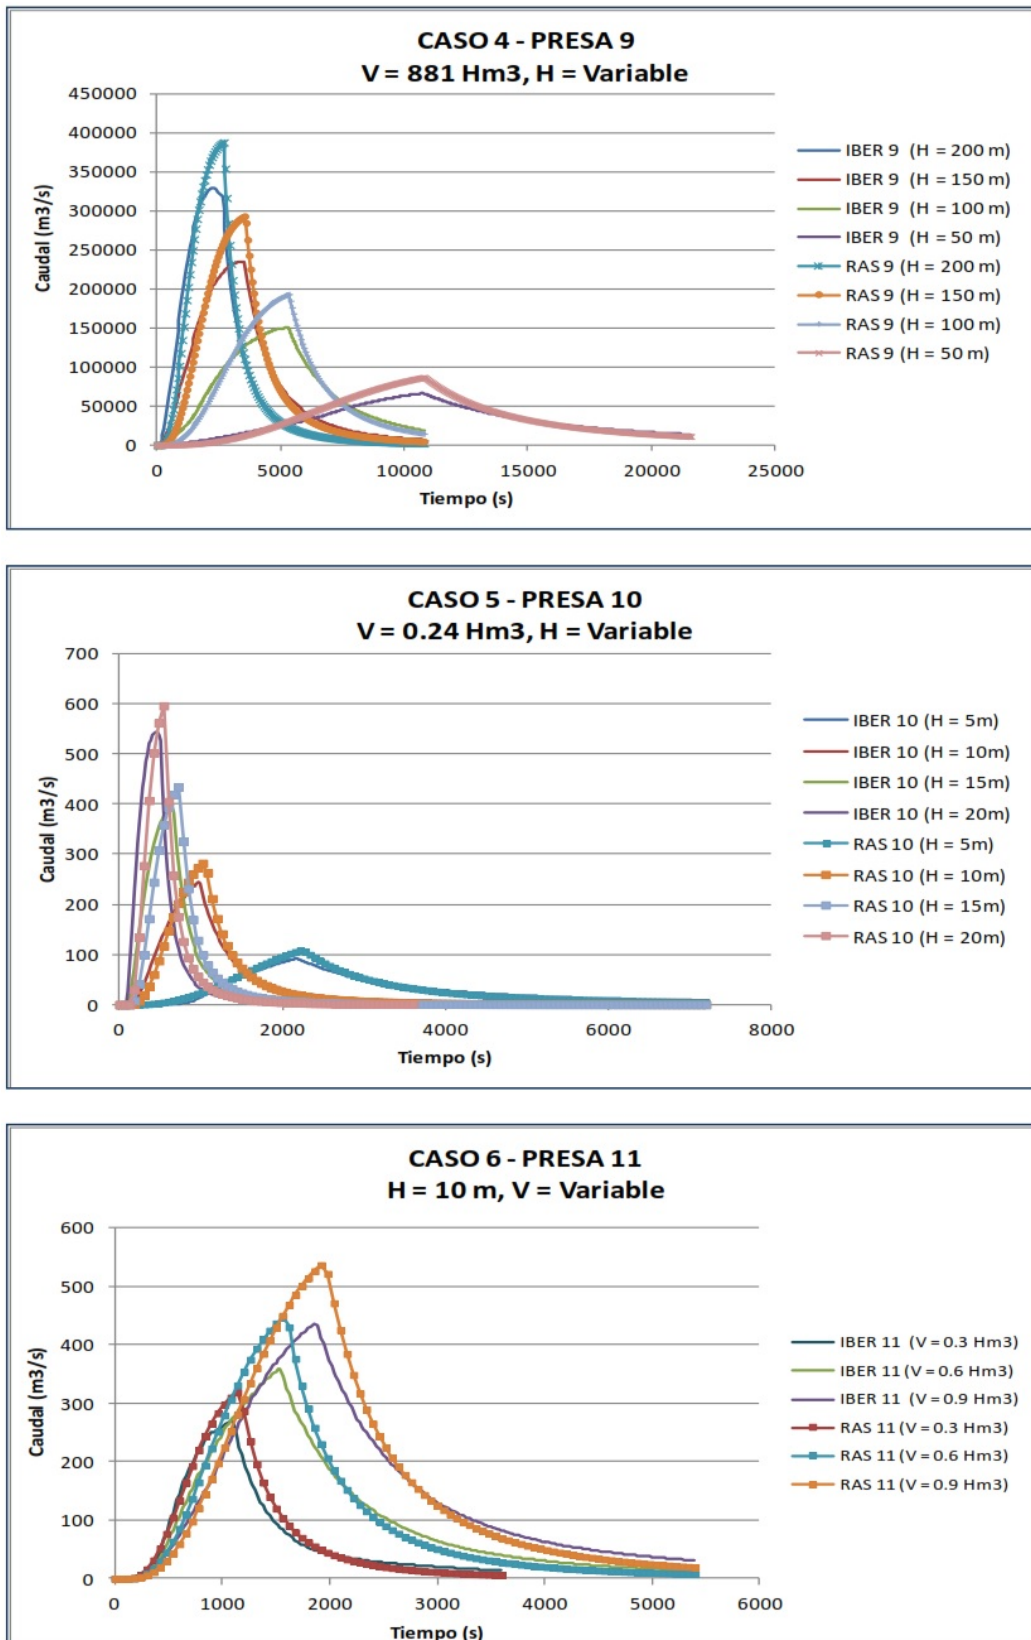 CASO 4 - PRESA 9
V = 881 Hm3, H = Variable
450000
400000
350000
300000
250000
200000
150000
100000
50000
0
Caudal (m3/s)
0 5000 10000 15000 20000 25000
Tiempo (s)
IBER 9 (H = 200 m)
IBER 9 (H = 150 m)
IBER 9 (H = 100 m)
IBER 9 (H = 50 m)
RAS 9 (H = 200 m)
RAS 9 (H = 150 m)
RAS 9 (H = 100 m)
RAS 9 (H = 50 m)
CASO 5 - PRESA 10
V = 0.24 Hm3, H = Variable
700
600
500
400
300
200
100
0
Caudal (m3/s)
0 2000 4000 6000 8000
Tiempo (s)
IBER 10 (H = 5m)
IBER 10 (H = 10m)
IBER 10 (H = 15m)
IBER 10 (H = 20m)
RAS 10 (H = 5m)
RAS 10 (H = 10m)
RAS 10 (H = 15m)
RAS 10 (H = 20m)
CASO 6 - PRESA 11
H = 10 m, V = Variable
600
500
400
300
200
100
0
Caudal (m3/s)
0 1000 2000 3000 4000 5000 6000
Tiempo (s)
IBER 11 (V = 0.3 Hm3)
IBER 11 (V = 0.6 Hm3)
IBER 11 (V = 0.9 Hm3)
RAS 11 (V = 0.3 Hm3)
RAS 11 (V = 0.6 Hm3)
RAS 11 (V = 0.9 Hm3)